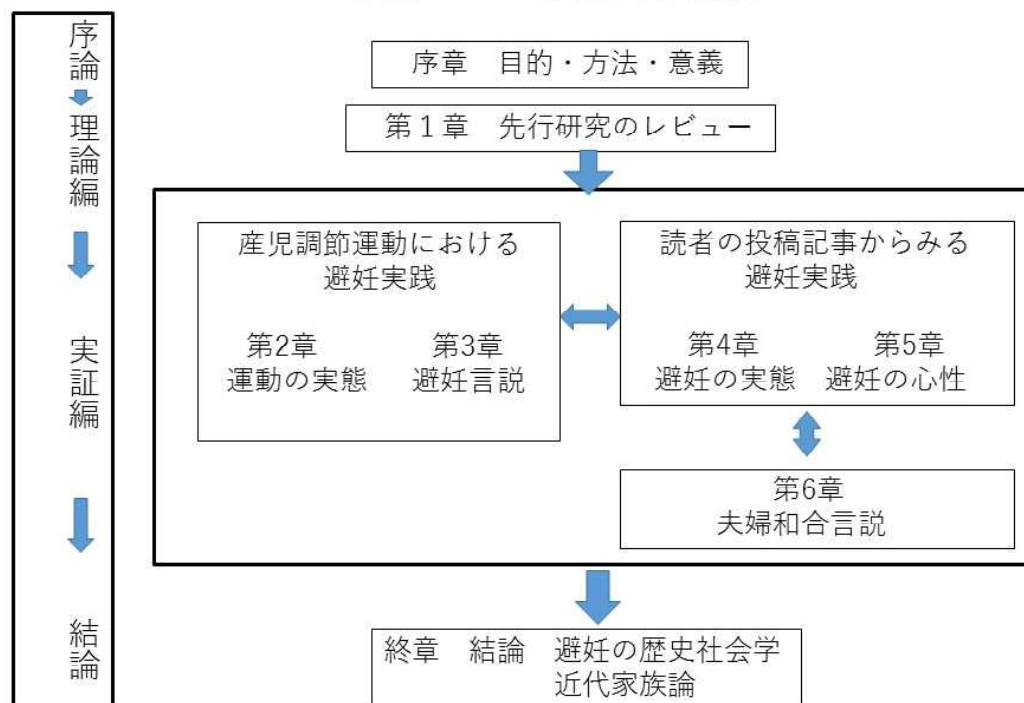 序論
理論編
実証編
結論
序章　目的・方法・意義
第１章　先行研究のレビュー
産児調節運動における
避妊実践
第2章　第3章
運動の実態　避妊言説
読者の投稿記事からみる
避妊実践
第4章　第5章
避妊の実態　避妊の心性
第6章
夫婦和合言説
終章　結論　避妊の歴史社会学
近代家族論